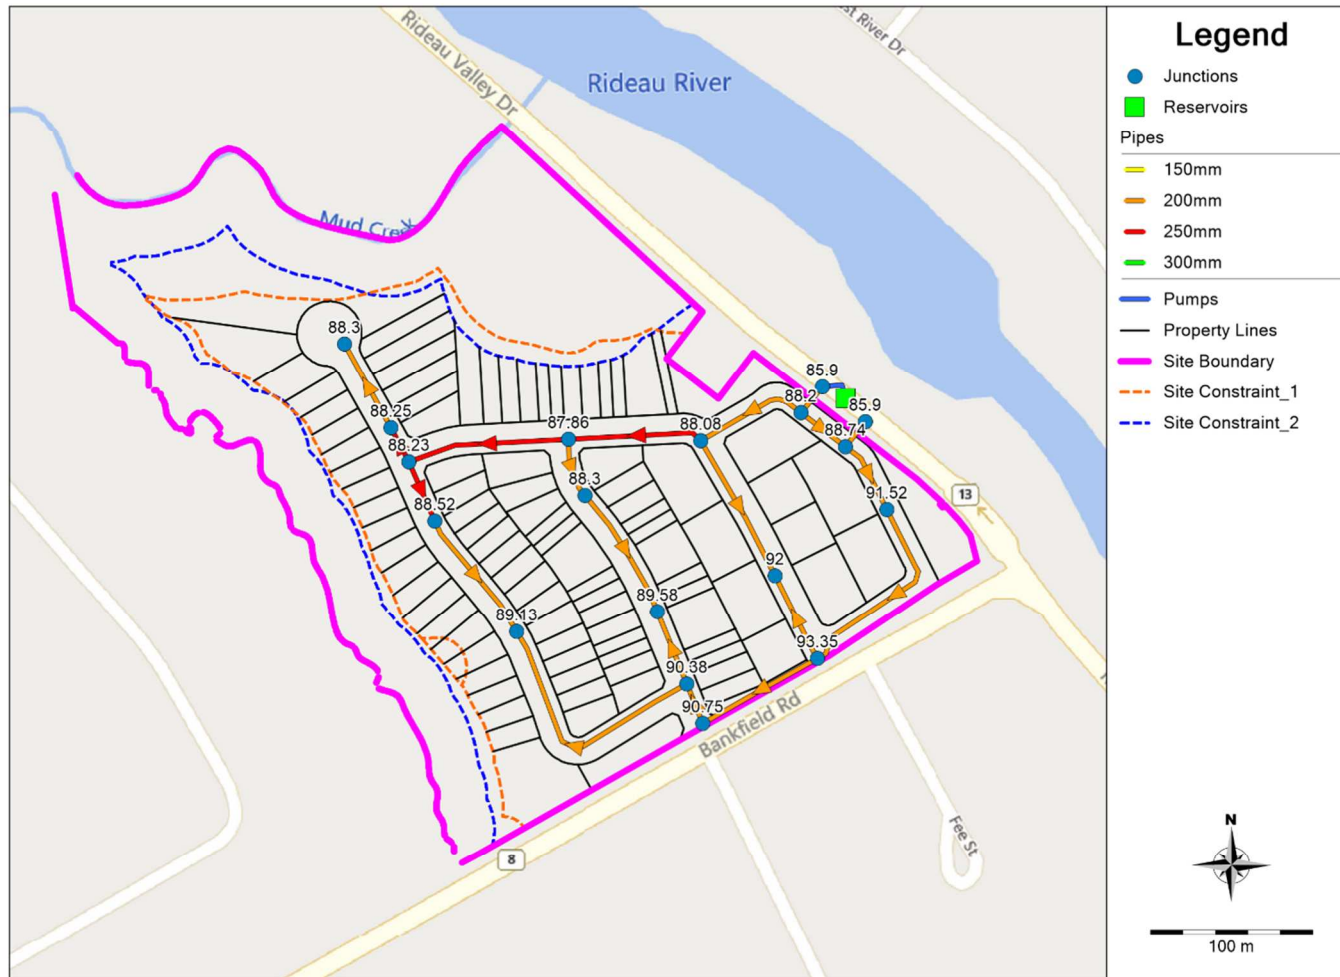 Rideau Valley Dr
Rideau River
st River Dr
Mud Creek
88.3
88.25
88.23
88.52
89.13
87.86
88.3
89.58
90.38
90.75
88.08
92
93.35
85.9
88.2
85.9
88.74
91.52
13
Bankfield Rd
8
Fee St
Legend
Junctions
Reservoirs
Pipes
150mm
200mm
250mm
300mm
Pumps
Property Lines
Site Boundary
Site Constraint_1
Site Constraint_2
N
100 m